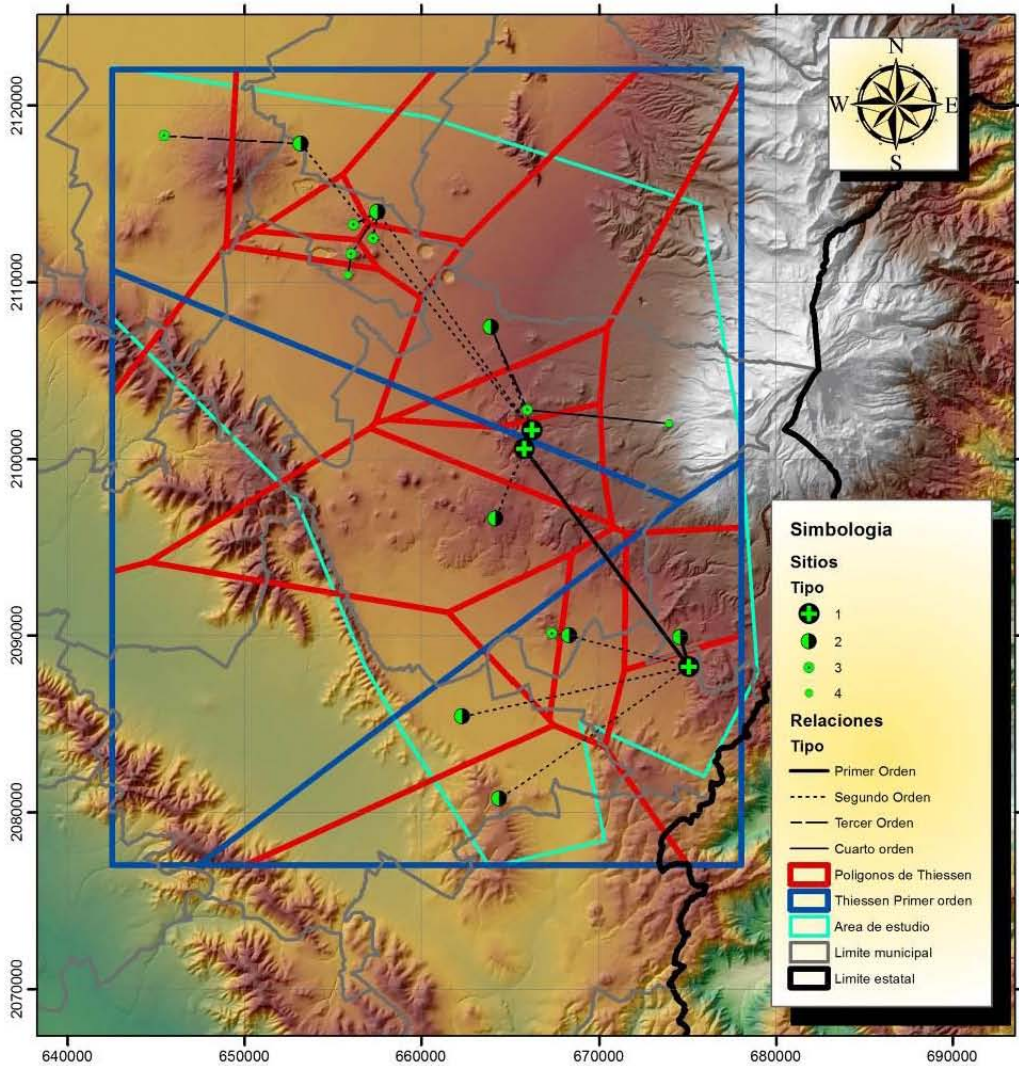 N
W
E
S
2120000
2110000
2100000
2090000
2080000
2070000
640000
650000
660000
670000
680000
690000
Simbologia
Sitios
Tipo
1
2
3
4
Relaciones
Tipo
Primer Orden
Segundo Orden
Tercer Orden
Cuarto orden
Poligonos de Thiessen
Thiessen Primer orden
Area de estudio
Limite municipal
Limite estatal